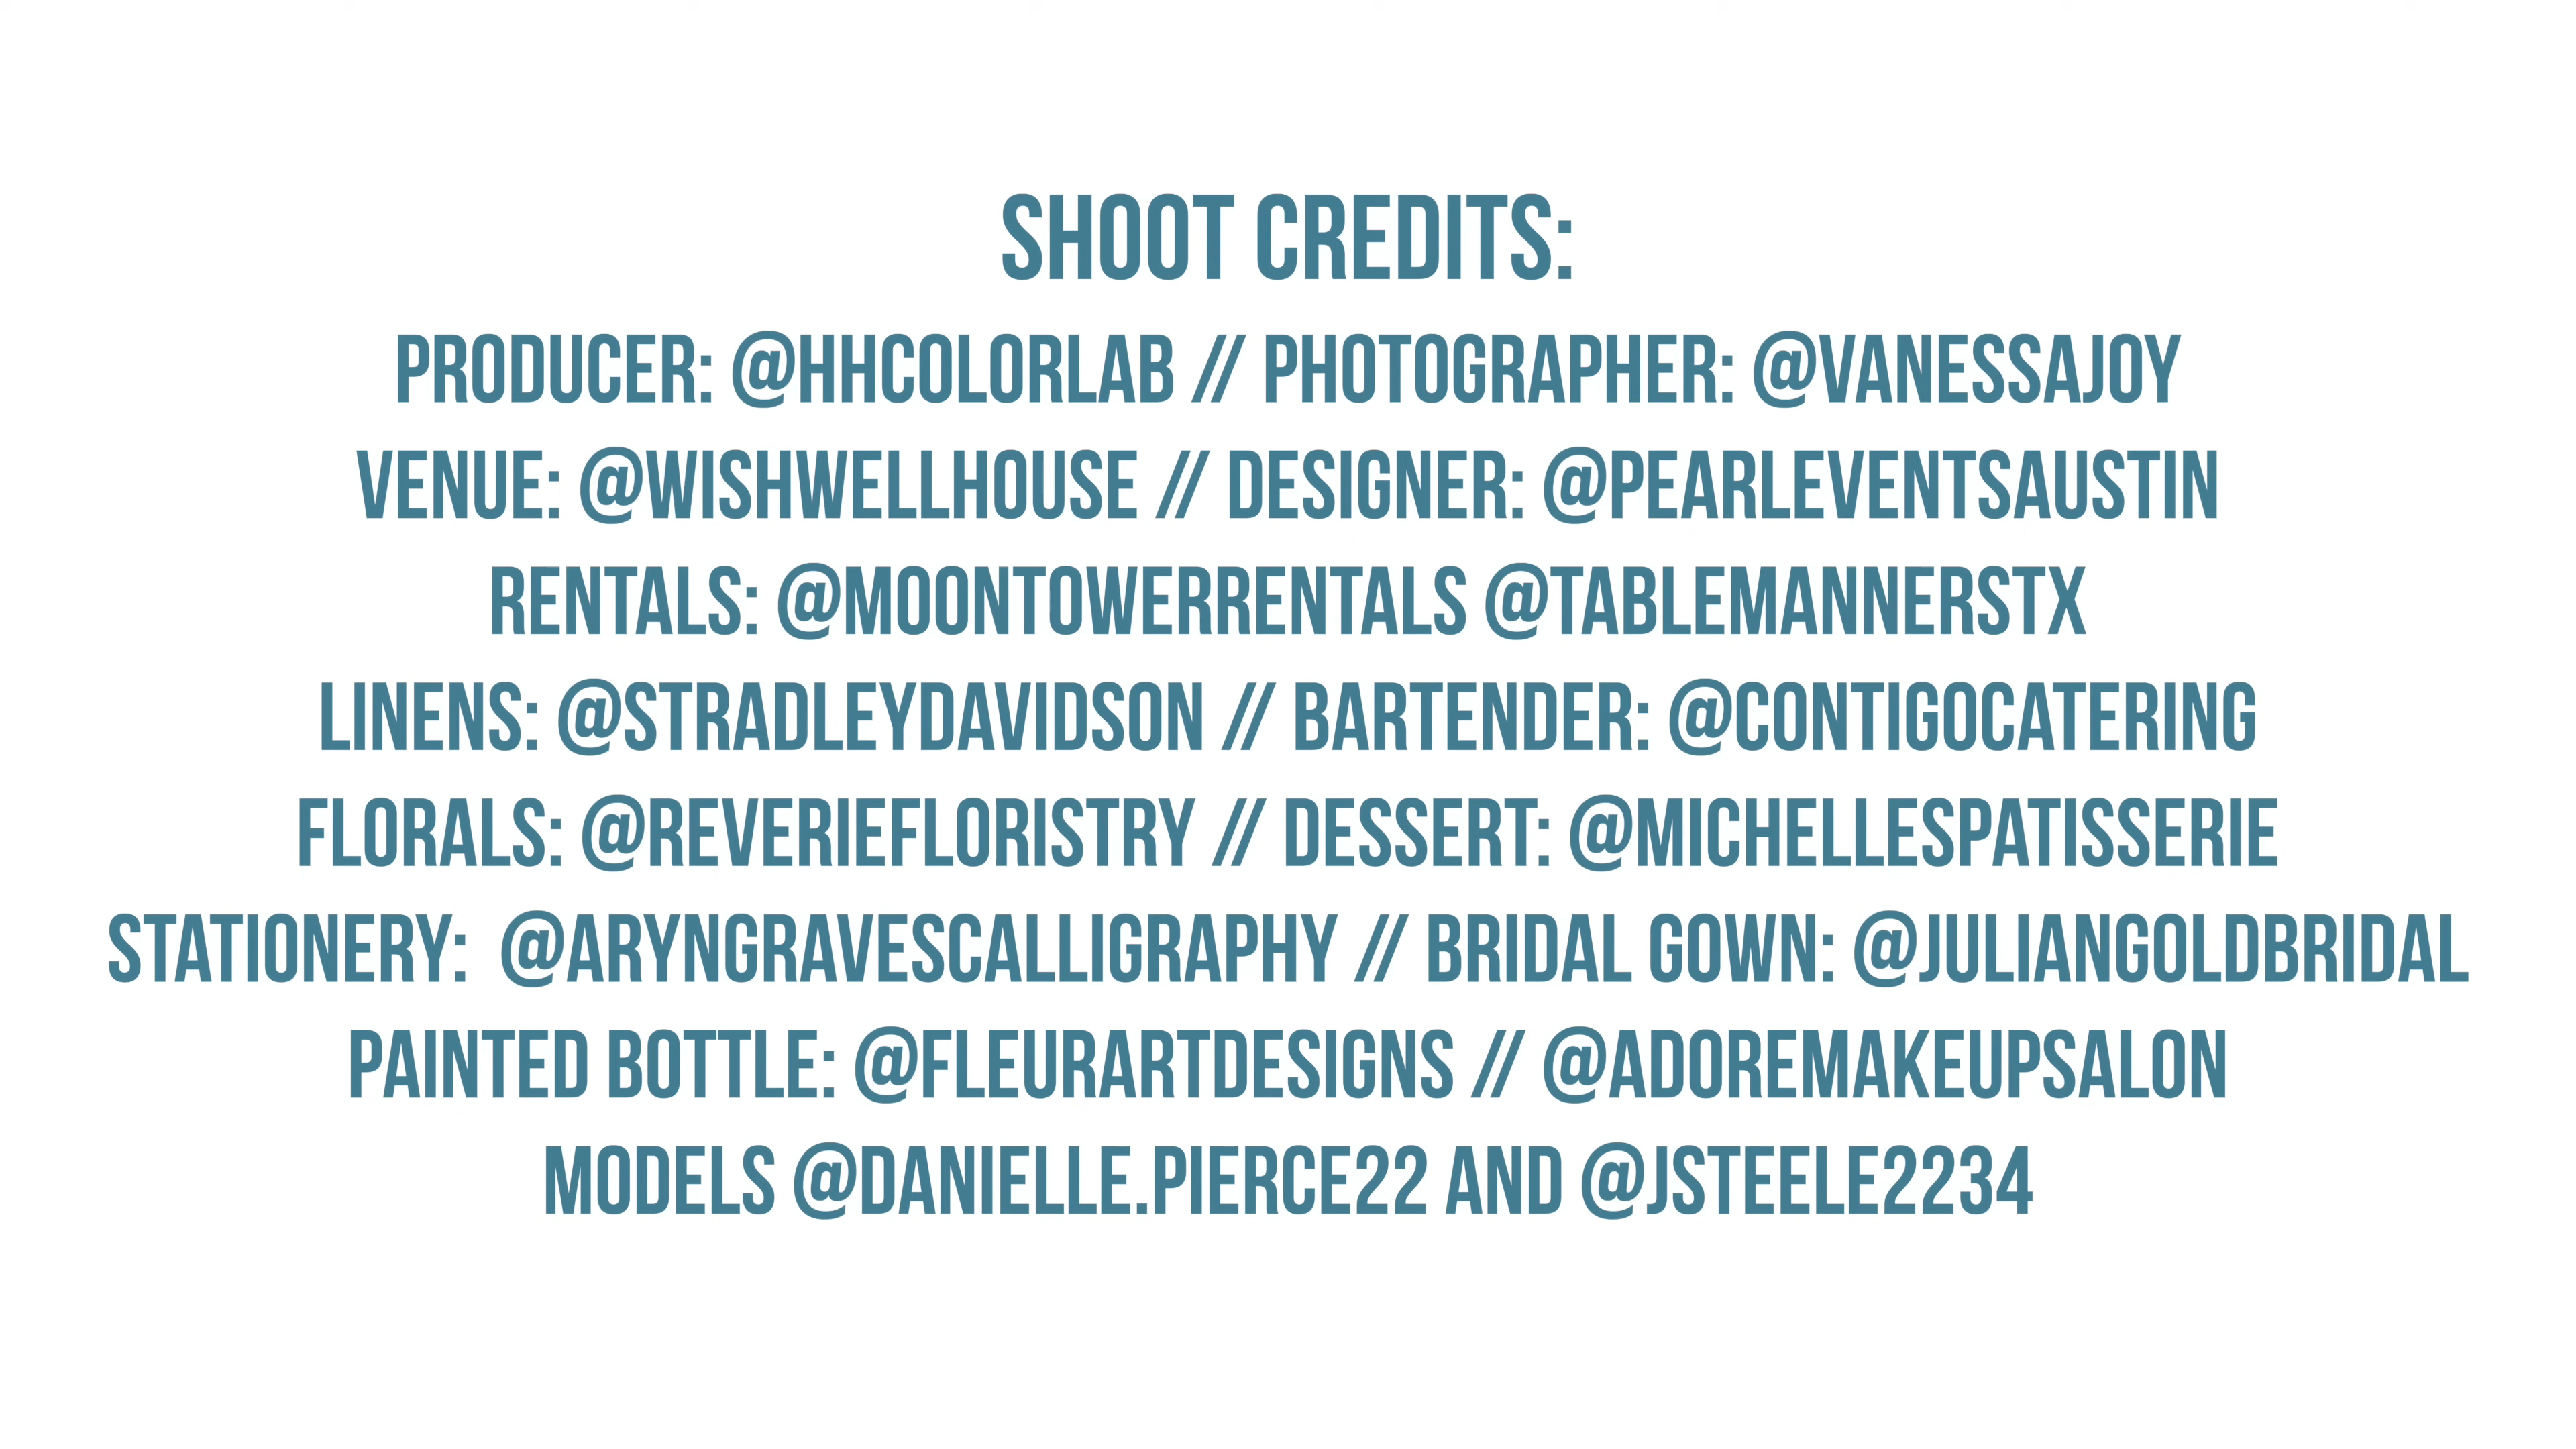 SHOOT CREDITS:
PRODUCER: @HHCOLORLAB // PHOTOGRAPHER: @VANESSAJOY
VENUE: @WISHWELLHOUSE // DESIGNER: @PEARLEVENTSAUSTIN
RENTALS: @MOONTOWERRENTALS @TABLEMANNERSTX
LINENS: @STRADLEYDAVIDSON // BARTENDER: @CONTIGOCATERING
FLORALS: @REVERIEFLORISTRY // DESSERT: @MICHELLESPATISSERIE
STATIONERY: @ARYNGRAVESCALLIGRAPHY // BRIDAL GOWN: @JULIANGOLDBRIDAL
PAINTED BOTTLE: @FLEURARTDESIGNS // @ADOREMAKEUPSALON
MODELS @DANIELLE.PIERCE22 AND @JSTEELE2234